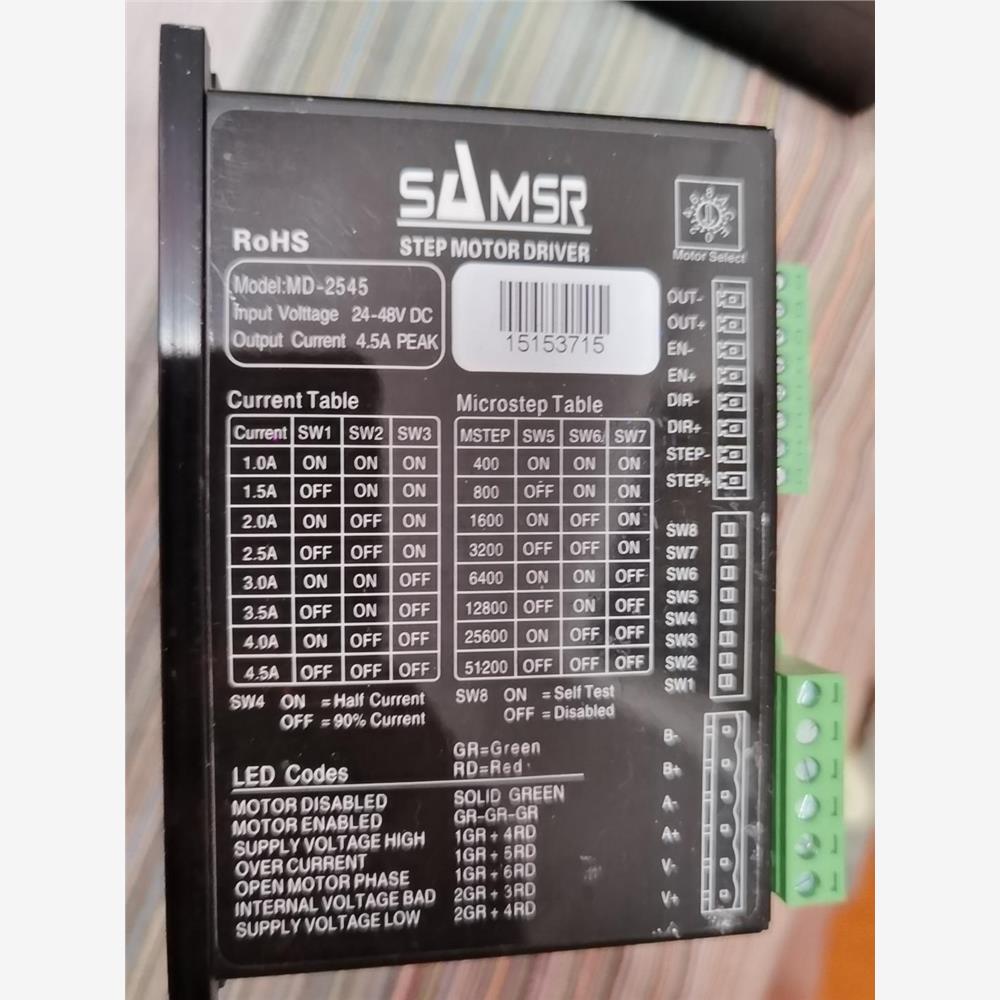 SAMSR
STEP MOTOR DRIVER
RoHS
Model:MD-2545
Input Volttage 24-48V DC
Output Current 4.5A PEAK
15153715
Motor Select
Current Table
Current SW1 SW2 SW3
1.0A ON ON ON
1.5A OFF ON ON
2.0A ON OFF ON
2.5A OFF OFF ON
3.0A ON ON OFF
3.5A OFF ON OFF
4.0A ON OFF OFF
4.5A OFF OFF OFF
SW4 ON =Half Current
OFF =90% Current
Microstep Table
MSTEP SW5 SW6 SW7
400 ON ON ON
800 OFF ON ON
1600 ON OFF ON
3200 OFF OFF ON
6400 ON ON OFF
12800 OFF ON OFF
25600 ON OFF OFF
51200 OFF OFF OFF
SW8 ON =Self Test
OFF =Disabled
GR=Green
RD=Red
LED Codes
MOTOR DISABLED SOLID GREEN
MOTOR ENABLED GR-GR-GR
SUPPLY VOLTAGE HIGH 1GR + 4RD
OVER CURRENT 1GR + 5RD
OPEN MOTOR PHASE 1GR + 6RD
INTERNAL VOLTAGE BAD 2GR + 3RD
SUPPLY VOLTAGE LOW 2GR + 4RD
OUT-
OUT+
EN-
EN+
DIR-
DIR+
STEP-
STEP+
SW8
SW7
SW6
SW5
SW4
SW3
SW2
SW1
B-
B+
A-
A+
V-
V+